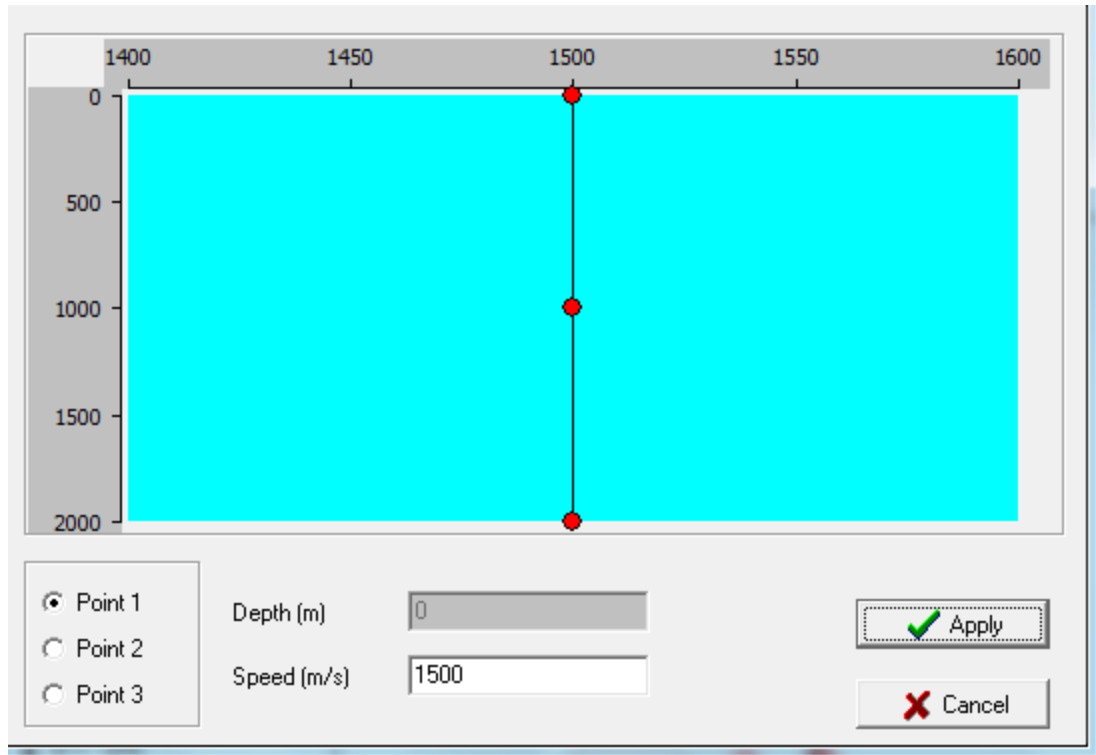 1400 1450 1500 1550 1600
0
500
1000
1500
2000
Point 1
Point 2
Point 3
Depth (m) 0
Speed (m/s) 1500
Apply
Cancel